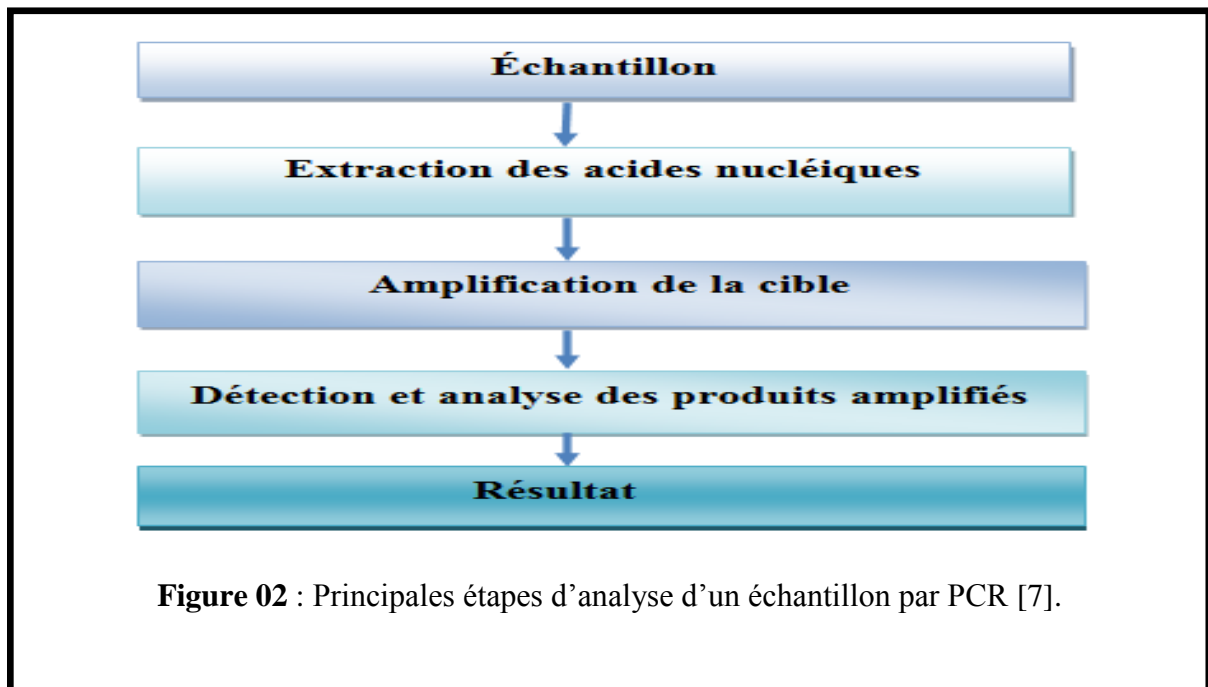 Échantillon
Extraction des acides nucléiques
Amplification de la cible
Détection et analyse des produits amplifiés
Résultat
Figure 02 : Principales étapes d’analyse d’un échantillon par PCR [7].